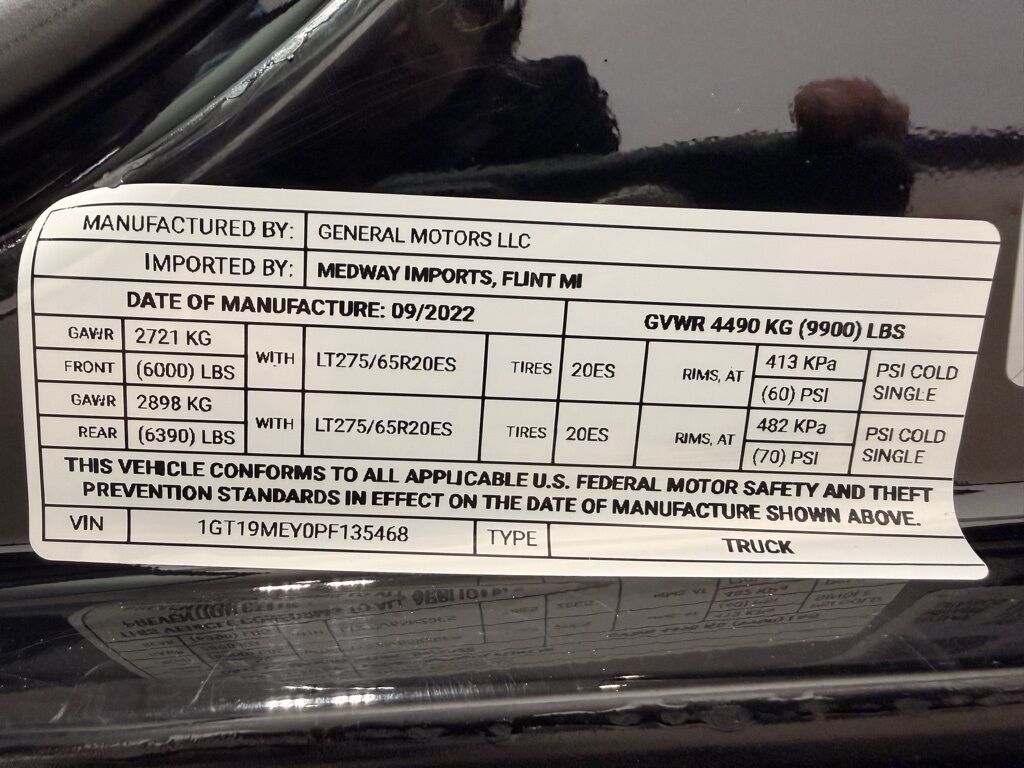 MANUFACTURED BY: GENERAL MOTORS LLC
IMPORTED BY: MEDWAY IMPORTS, FLINT MI
DATE OF MANUFACTURE: 09/2022 GVWR 4490 KG (9900) LBS
GAWR 2721 KG WITH LT275/65R20ES TIRES 20ES RIMS, AT 413 KPa PSI COLD
FRONT (6000) LBS (60) PSI SINGLE
GAWR 2898 KG WITH LT275/65R20ES TIRES 20ES RIMS, AT 482 KPa PSI COLD
REAR (6390) LBS (70) PSI SINGLE
THIS VEHICLE CONFORMS TO ALL APPLICABLE U.S. FEDERAL MOTOR SAFETY AND THEFT
PREVENTION STANDARDS IN EFFECT ON THE DATE OF MANUFACTURE SHOWN ABOVE.
VIN 1GT19MEY0PF135468 TYPE TRUCK